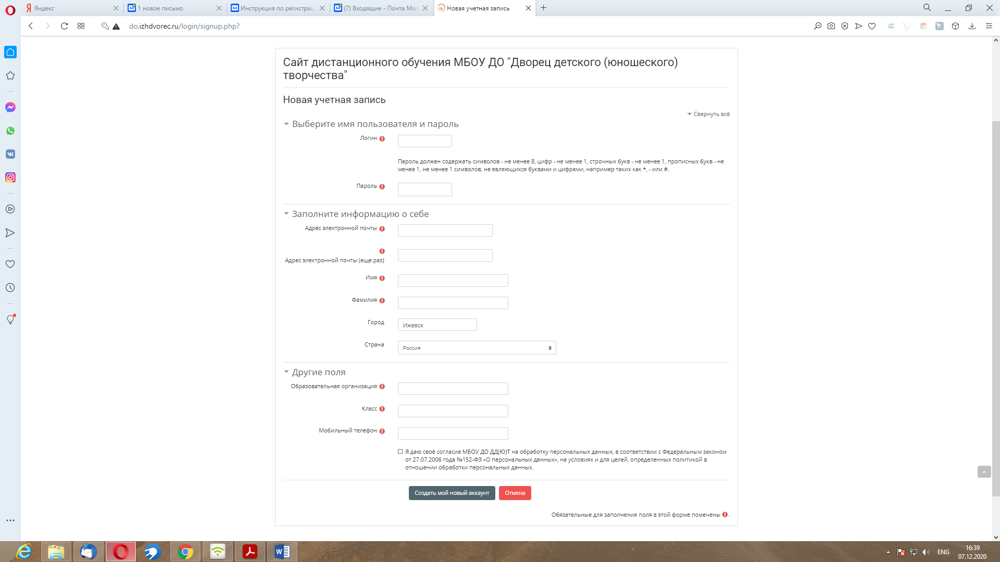 Яндекс
1 новое письмо
Инструкция по регистрац
(7) Входящие - Почта Mail
Новая учетная запись
do.izhdvorec.ru/login/signup.php?
Сайт дистанционного обучения МБОУ ДО "Дворец детского (юношеского)
творчества"
Новая учетная запись
Свернуть всё
Выберите имя пользователя и пароль
Логин
Пароль должен содержать символов - не менее 8, цифр - не менее 1, строчных букв - не менее 1, прописных букв - не
менее 1, не менее 1 символов, не являющихся буквами и цифрами, например таких как *, - или #.
Пароль
Заполните информацию о себе
Адрес электронной почты
Адрес электронной почты (еще раз)
Имя
Фамилия
Город
Ижевск
Страна
Россия
Другие поля
Образовательная организация
Класс
Мобильный телефон
Я даю своё согласие МБОУ ДО ДД(Ю)Т на обработку персональных данных, в соответствии с Федеральным законом
от 27.07.2006 года №152-ФЗ «О персональных данных», на условиях и для целей, определенных политикой в
отношении обработки персональных данных.
Создать мой новый аккаунт
Отмена
Обязательные для заполнения поля в этой форме помечены .
ENG
16:39
07.12.2020